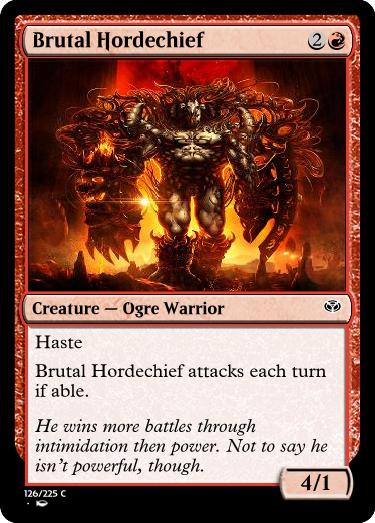 Brutal Hordechief 2
Creature — Ogre Warrior
Haste
Brutal Hordechief attacks each turn
if able.
He wins more battles through
intimidation then power. Not to say he
isn't powerful, though.
4/1
126/225 C